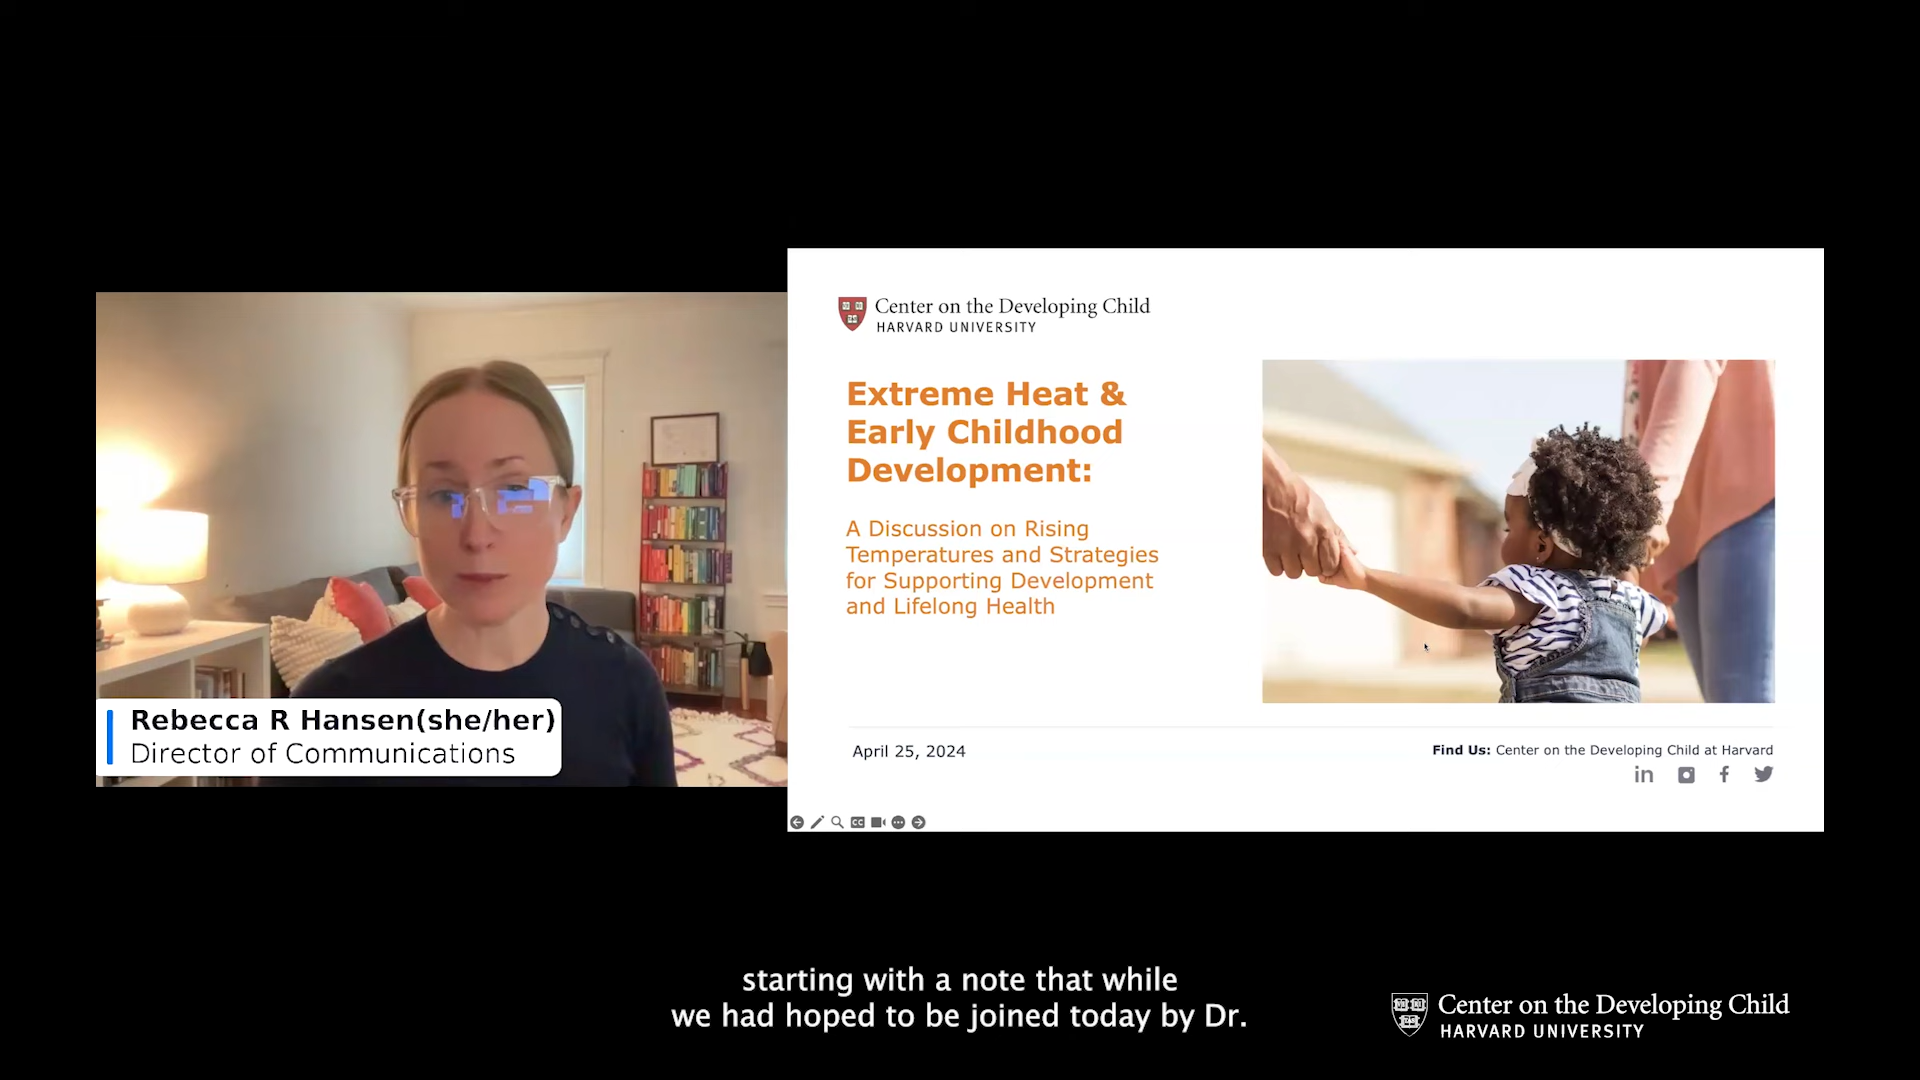 Rebecca R Hansen(she/her)
Director of Communications
Center on the Developing Child
HARVARD UNIVERSITY
Extreme Heat &
Early Childhood
Development:
A Discussion on Rising
Temperatures and Strategies
for Supporting Development
and Lifelong Health
April 25, 2024
Find Us: Center on the Developing Child at Harvard
starting with a note that while
we had hoped to be joined today by Dr.
Center on the Developing Child
HARVARD UNIVERSITY